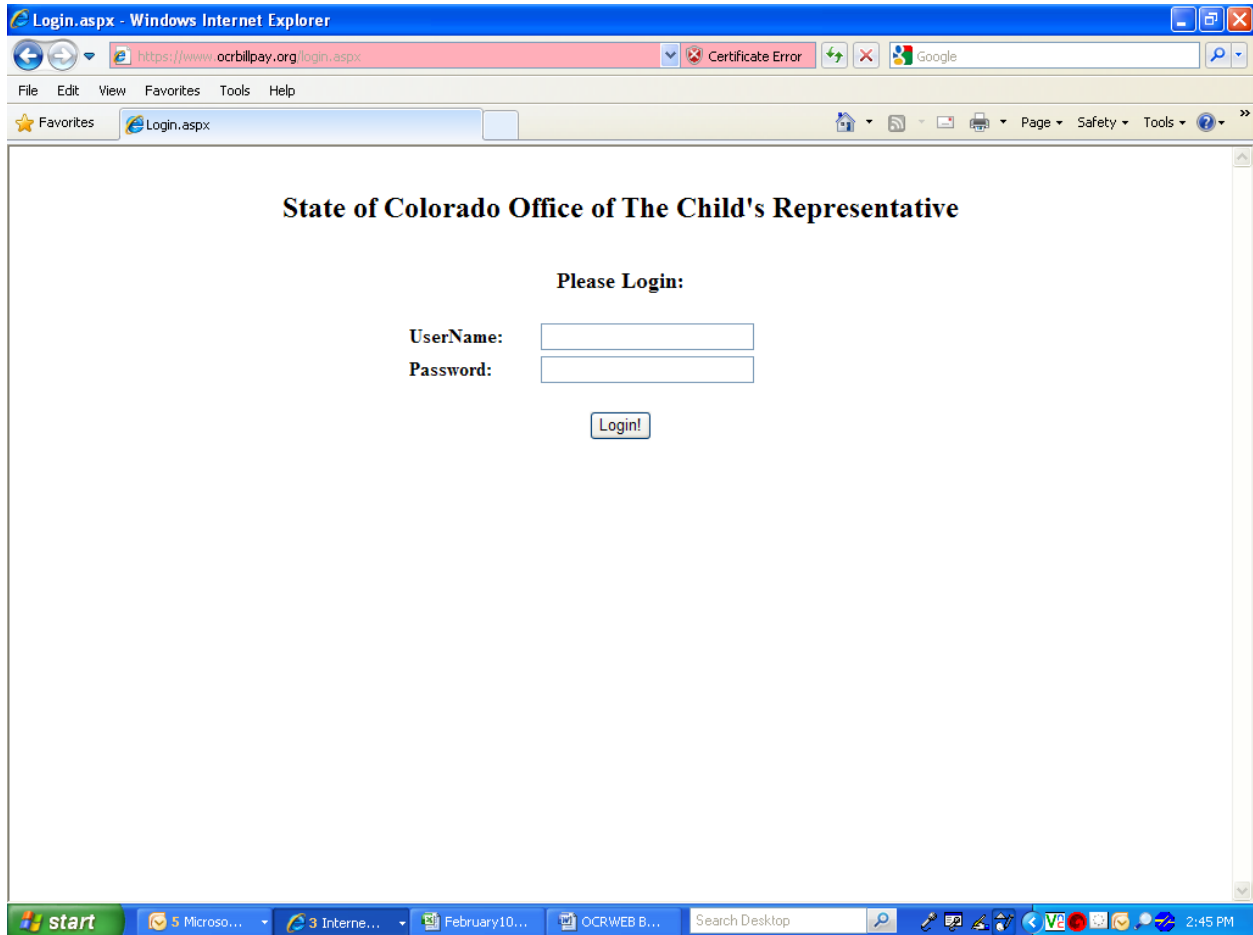 Login.aspx - Windows Internet Explorer
https://www.ocrbillpay.org/login.aspx Certificate Error Google
File Edit View Favorites Tools Help
Favorites Login.aspx Page Safety Tools »
State of Colorado Office of The Child's Representative
Please Login:
UserName:
Password:
Login!
start 5 Microso... 3 Interne... February10... OCRWEB B... Search Desktop 2:45 PM